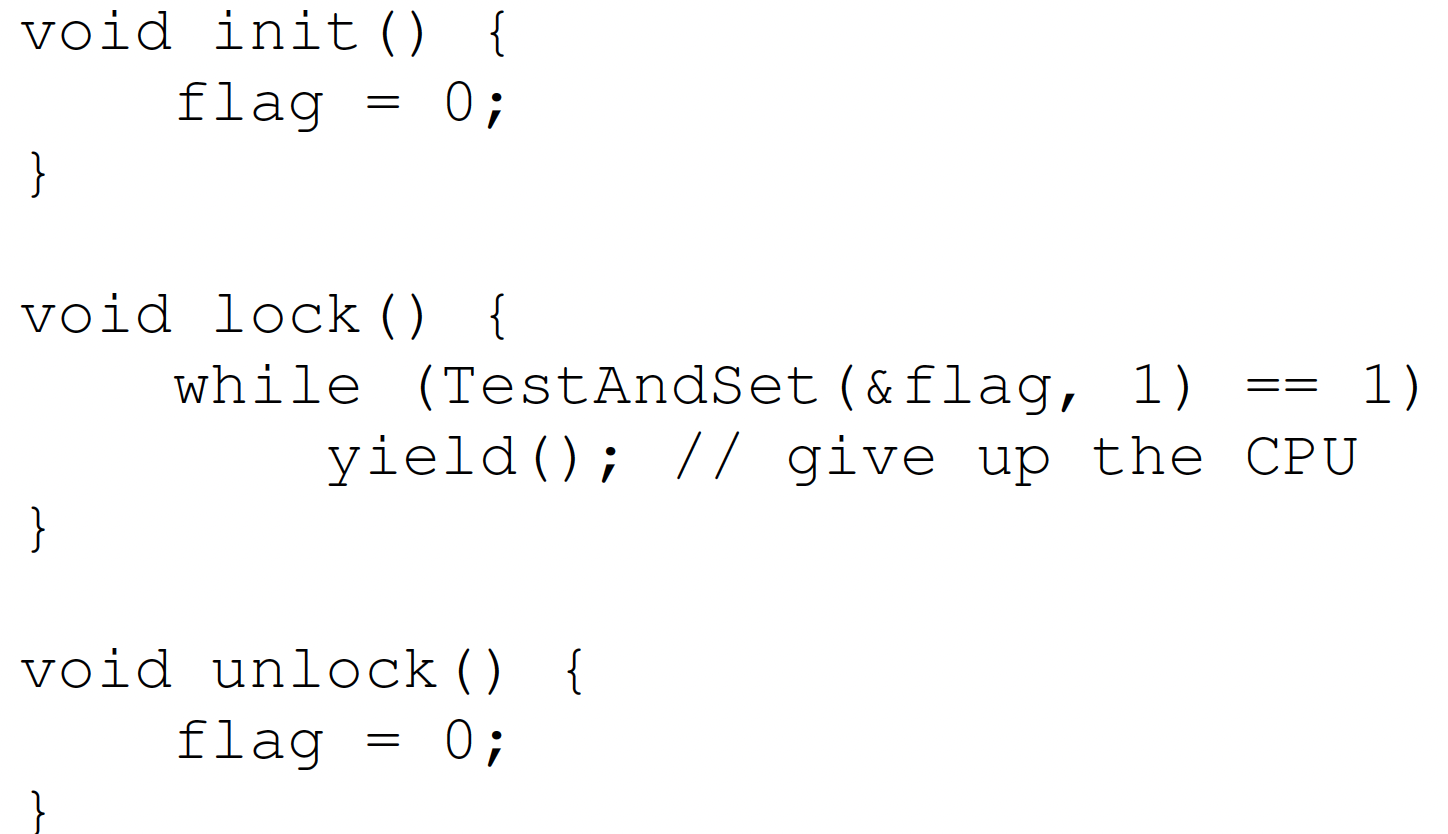 void init() {
    flag = 0;
}

void lock() {
    while (TestAndSet(&flag, 1) == 1)
        yield(); // give up the CPU
}

void unlock() {
    flag = 0;
}